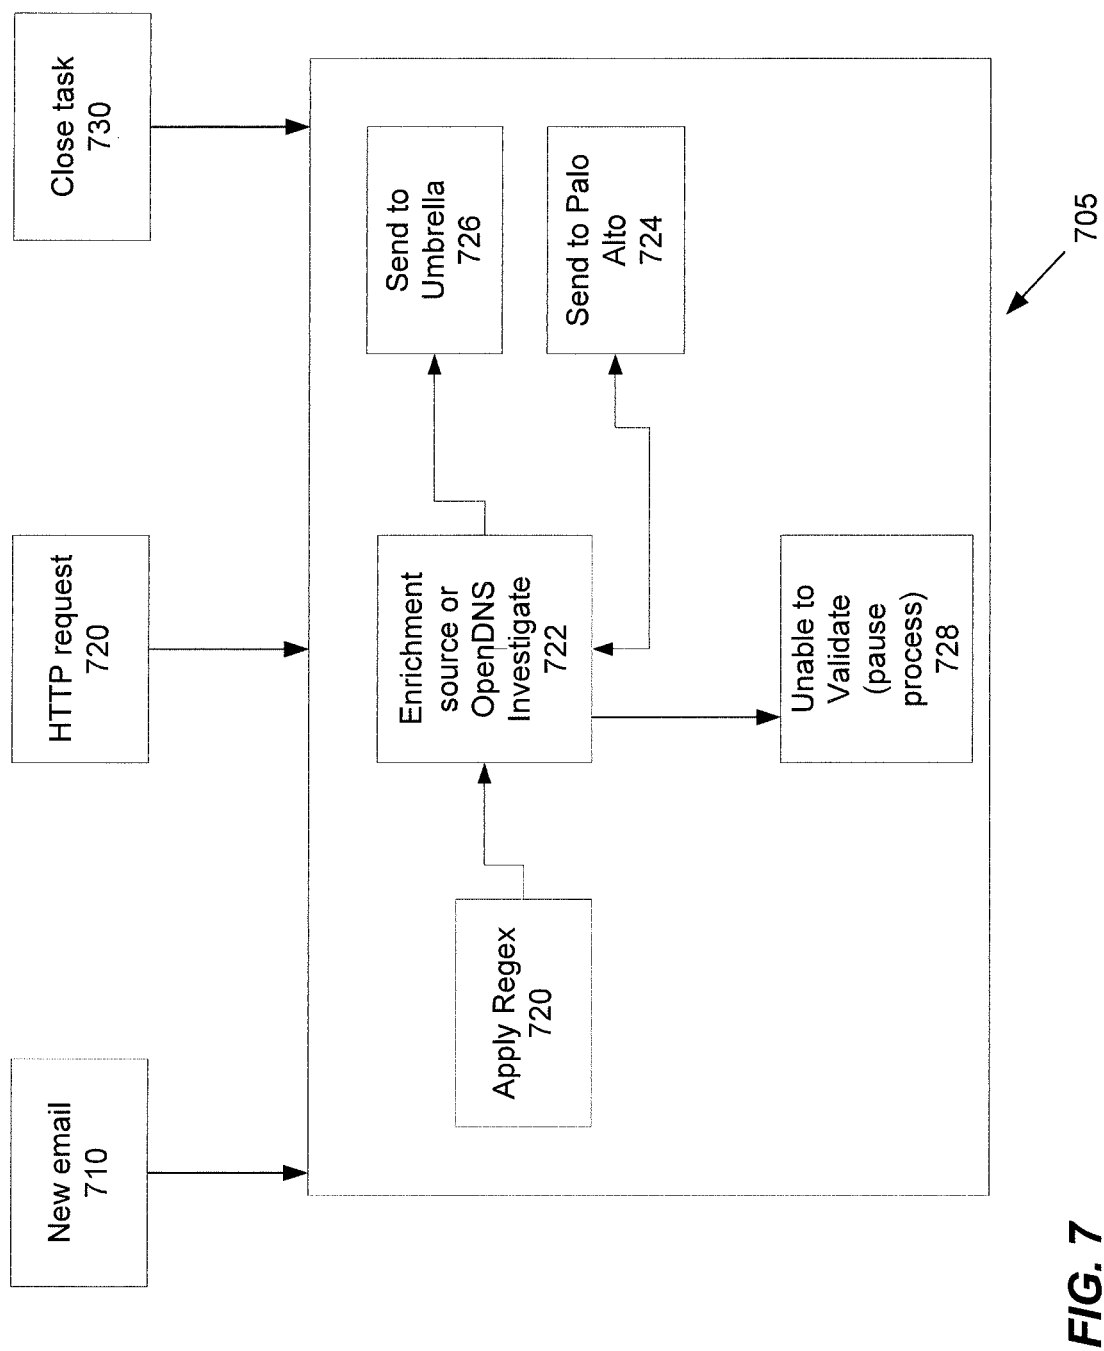 New email
710
HTTP request
720
Close task
730
Apply Regex
720
Enrichment
source or
OpenDNS
Investigate
722
Send to
Umbrella
726
Send to Palo
Alto
724
Unable to
Validate
(pause
process)
728
705
FIG. 7